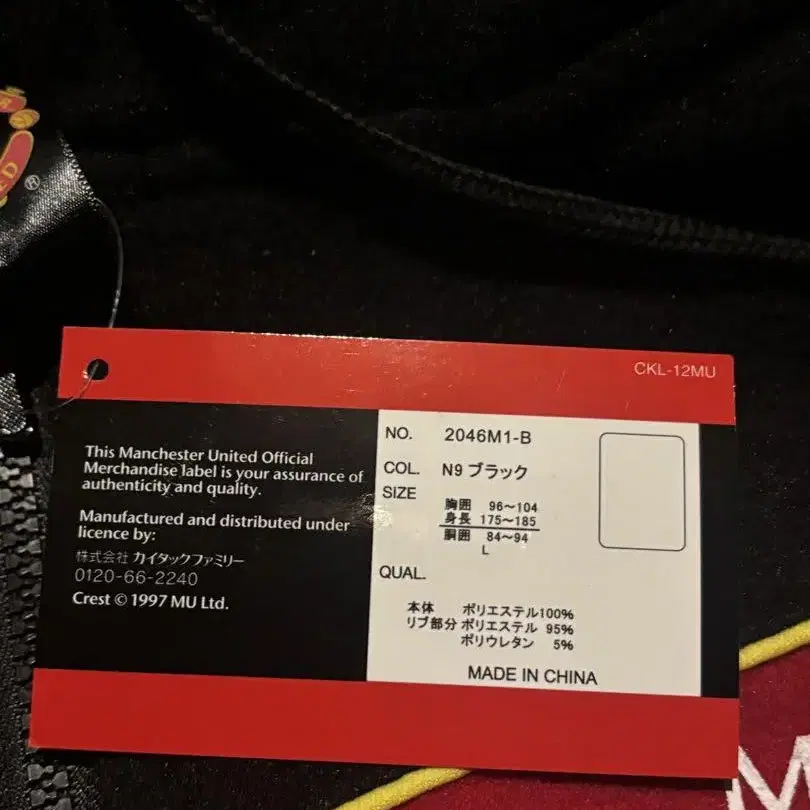 ED
®
CKL-12MU
This Manchester United Official
Merchandise label is your assurance of
authenticity and quality.
Manufactured and distributed under
licence by:
株式会社 カイタックファミリー
0120-66-2240
Crest © 1997 MU Ltd.
NO. 2046M1-B
COL. N9 ブラック
SIZE
胸囲 96〜104
身長 175〜185
胴囲 84〜94
L
QUAL.
本体 ポリエステル100%
リブ部分 ポリエステル 95%
ポリウレタン 5%
MADE IN CHINA
M